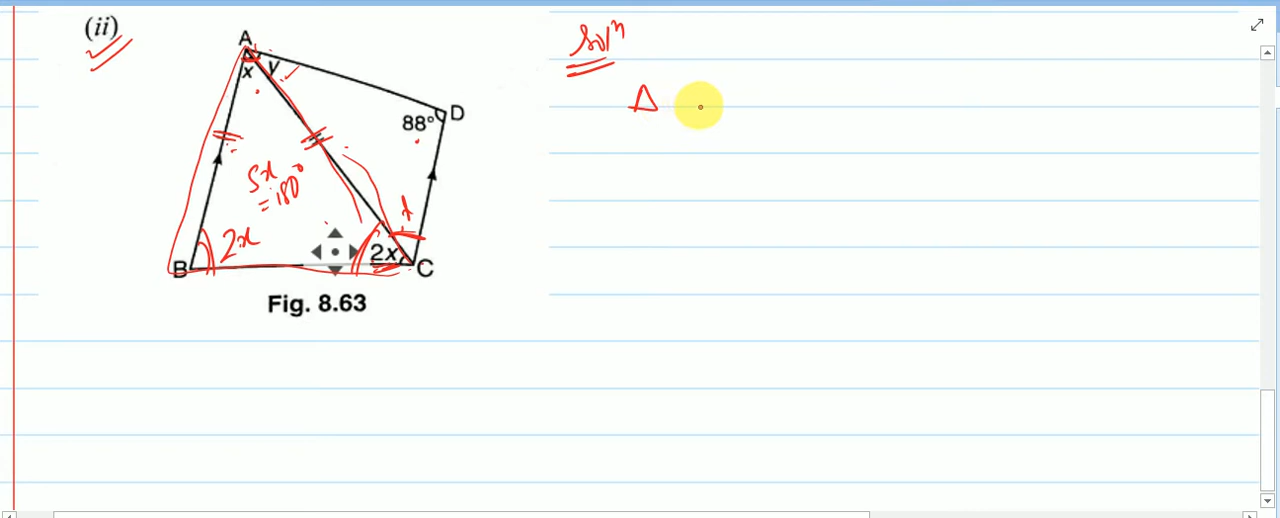 (ii)
Solⁿ
A
x
y
Δ
D
88°
5x
= 180°
x
2x
2x
B
C
Fig. 8.63